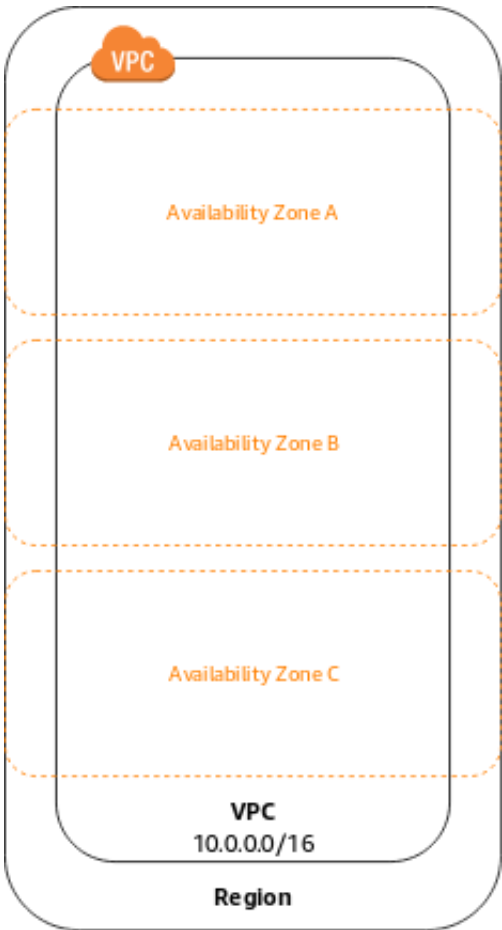 VPC
Availability Zone A
Availability Zone B
Availability Zone C
VPC
10.0.0.0/16
Region